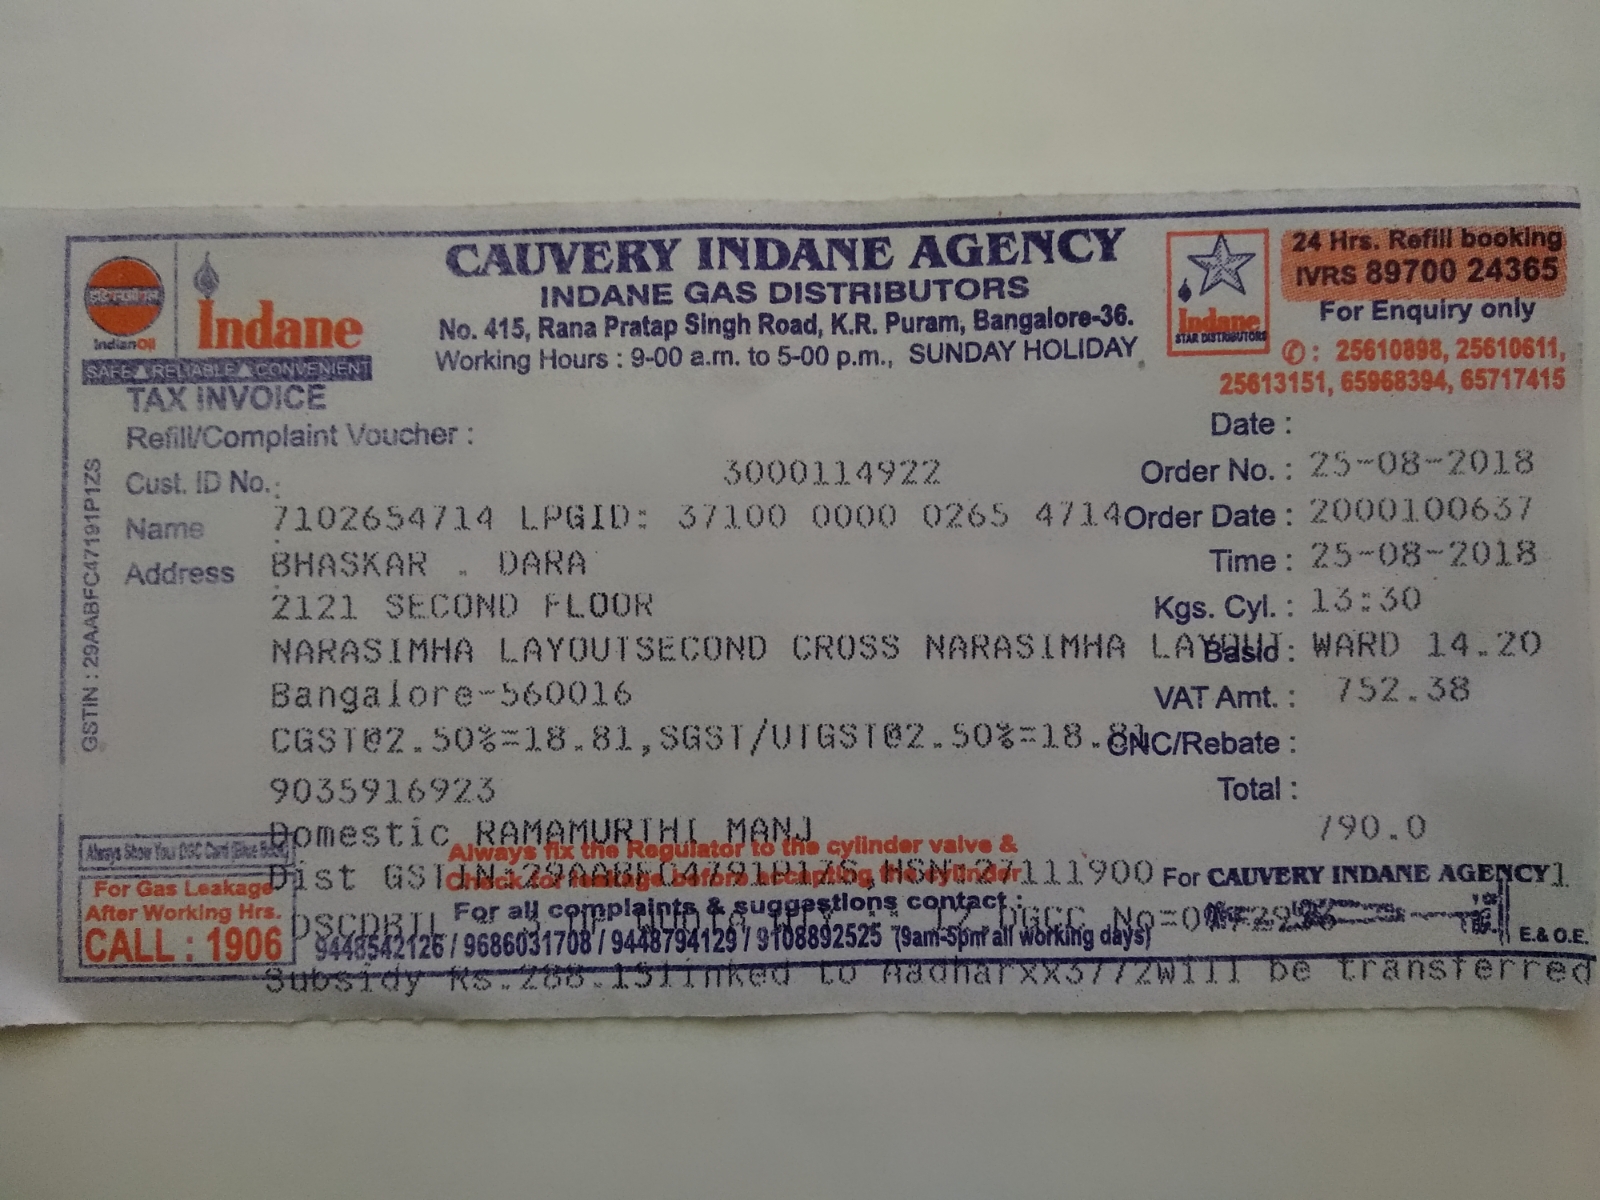 CAUVERY INDANE AGENCY
INDANE GAS DISTRIBUTORS
No. 415, Rana Pratap Singh Road, K.R. Puram, Bangalore-36.
Working Hours : 9-00 a.m. to 5-00 p.m., SUNDAY HOLIDAY
इंडियनऑयल
IndianOil
Indane
SAFE ▲ RELIABLE ▲ CONVENIENT
Indane
STAR DISTRIBUTORS
24 Hrs. Refill booking
IVRS 89700 24365
For Enquiry only
✆ : 25610898, 25610611,
25613151, 65968394, 65717415
TAX INVOICE
Refill/Complaint Voucher :
Date :
Cust. ID No. : 3000114922
Order No. : 25-08-2018
Name 7102654714 LPGID: 37100 0000 0265 4714
Order Date : 2000100637
Address BHASKAR . DARA
Time : 25-08-2018
2121 SECOND FLOOR
Kgs. Cyl. : 13:30
NARASIMHA LAYOUTSECOND CROSS NARASIMHA LAYOUT WARD 14.20
Basic :
Bangalore-560016
VAT Amt. : 752.38
CGST@2.50%=18.81,SGST/UTGST@2.50%=18.81
CNC/Rebate :
9035916923
Total :
Domestic RAMAMURTHI MANJ
790.0
GSTIN : 29AABFC47191P1ZS
Always Show Your DGC Card (Blue Book)
For Gas Leakage
After Working Hrs.
CALL : 1906
Always fix the Regulator to the cylinder valve &
Check for leakage before accepting the cylinder
Dist GSTIN:
HSN:27111900
For CAUVERY INDANE AGENCY
For all complaints & suggestions contact :
DGCC No=
9448542126 / 9686031708 / 9448794129 / 9108892525 (9am-5pm all working days)
E.& O.E.
Subsidy Rs.288.15linked to Aadharxx3772will be transferred